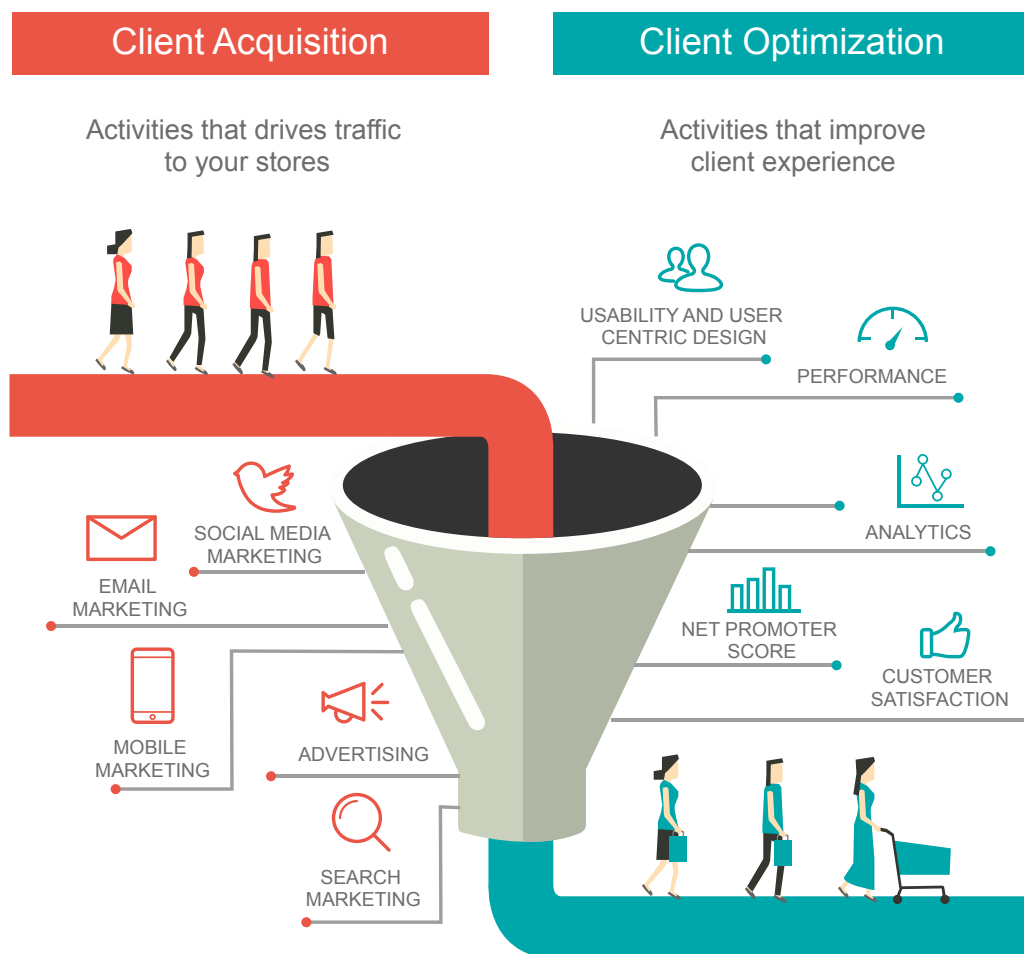 Client Acquisition
Activities that drives traffic
to your stores
SOCIAL MEDIA
MARKETING
EMAIL
MARKETING
MOBILE
MARKETING
ADVERTISING
SEARCH
MARKETING
Client Optimization
Activities that improve
client experience
USABILITY AND USER
CENTRIC DESIGN
PERFORMANCE
ANALYTICS
NET PROMOTER
SCORE
CUSTOMER
SATISFACTION